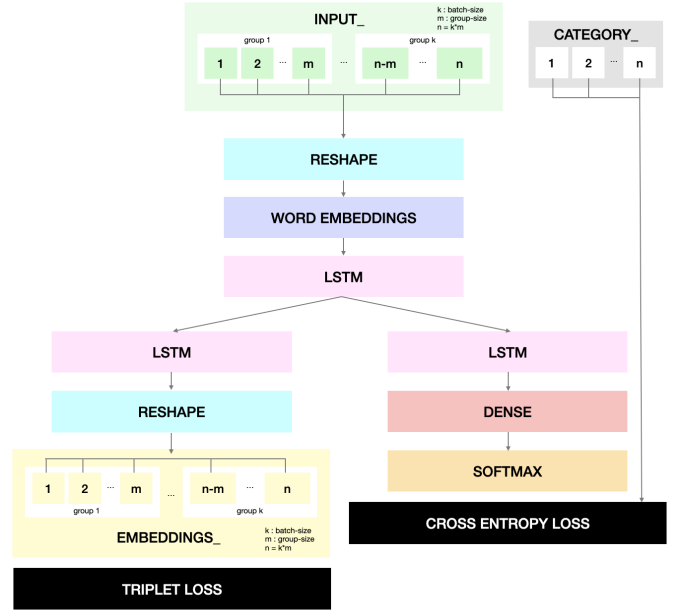 INPUT_
k : batch-size
m : group-size
n = k*m
group 1
group k
1 2 ... m ... n-m ... n
CATEGORY_
1 2 ... n
RESHAPE
WORD EMBEDDINGS
LSTM
LSTM
LSTM
RESHAPE
DENSE
SOFTMAX
1 2 ... m ... n-m ... n
group 1
group k
EMBEDDINGS_
k : batch-size
m : group-size
n = k*m
CROSS ENTROPY LOSS
TRIPLET LOSS